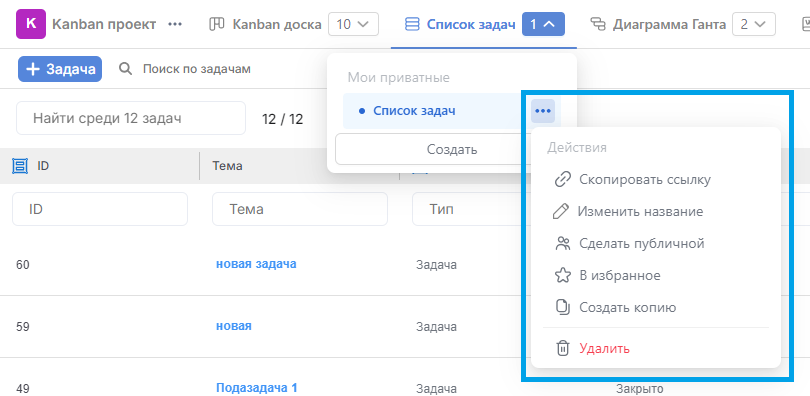 K Kanban проект ••• Kanban доска 10 Список задач 1 Диаграмма Ганта 2
+ Задача Поиск по задачам
Мои приватные
Найти среди 12 задач 12 / 12
• Список задач •••
Создать
Действия
Скопировать ссылку
Изменить название
Сделать публичной
В избранное
Создать копию
Удалить
ID Тема
ID Тема Тип
60 новая задача Задача
59 новая Задача
49 Подазадача 1 Задача Закрыто